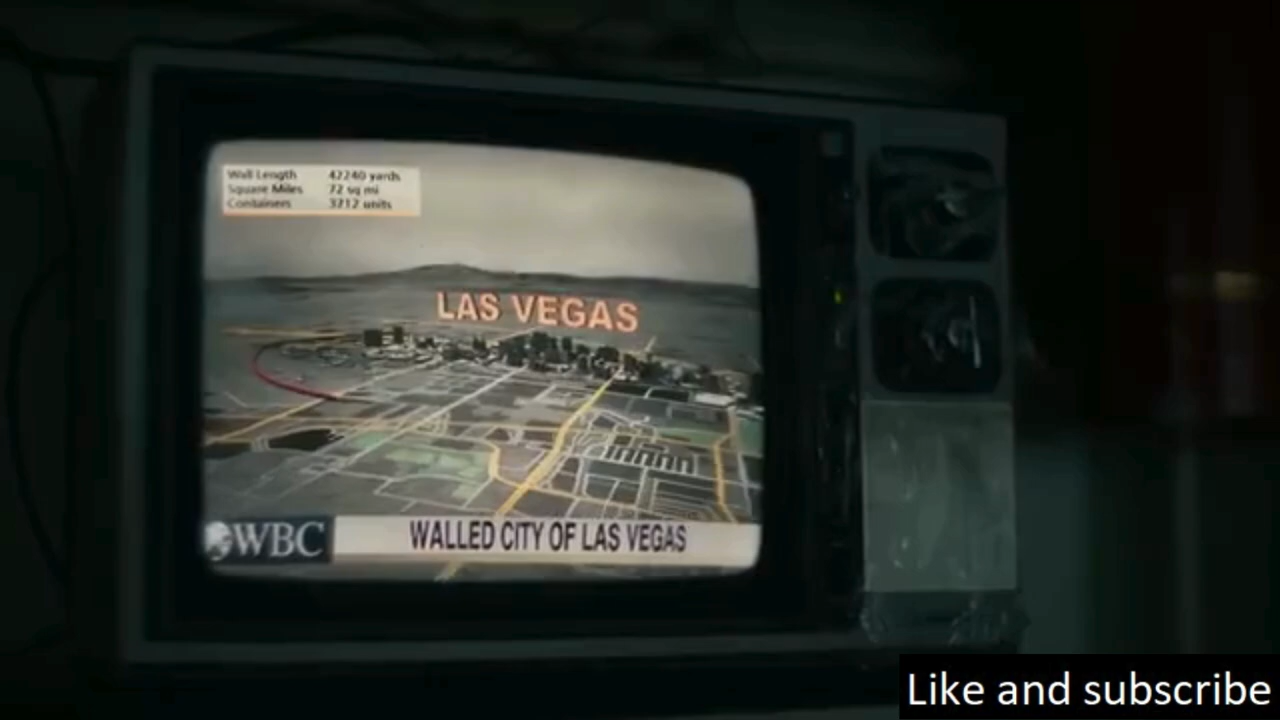 Wall Length 47240 yards
Square Miles 72 sq mi
Containers 3712 units
LAS VEGAS
WBC
WALLED CITY OF LAS VEGAS
Like and subscribe